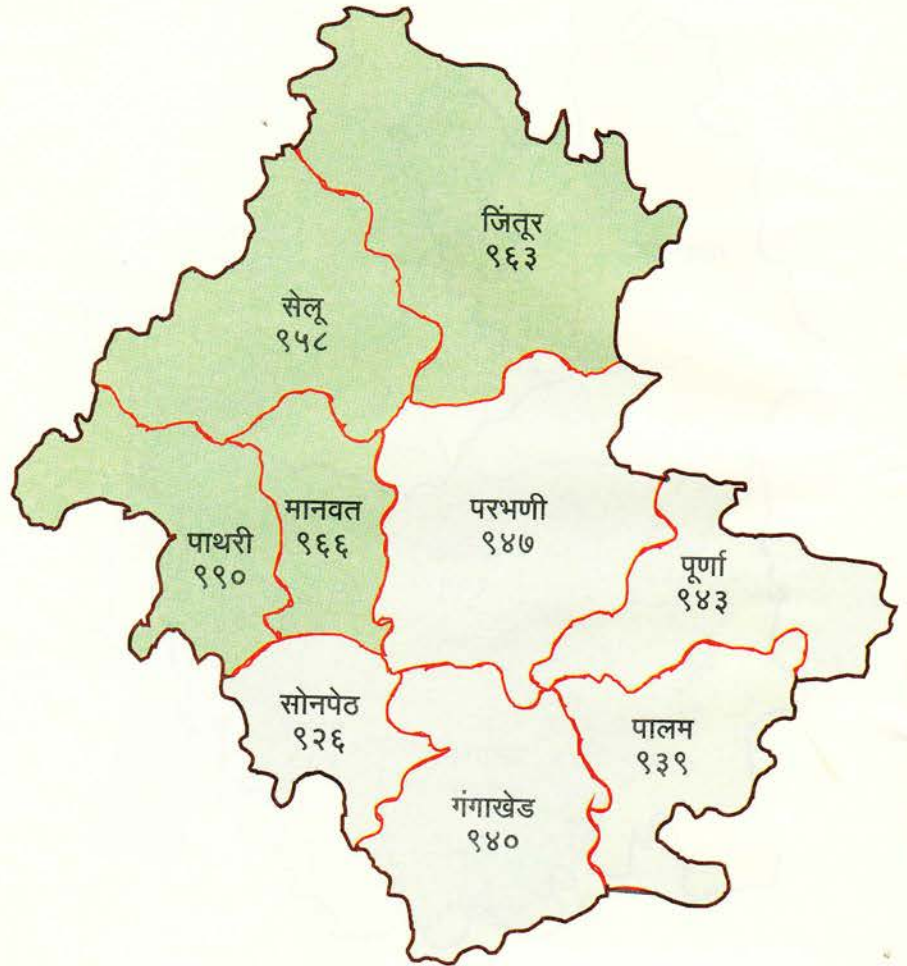 जिंतूर
९६३
सेलू
९५८
मानवत
९६६
पाथरी
९९०
परभणी
९४७
पूर्णा
९४३
सोनपेठ
९२६
पालम
९३९
गंगाखेड
९४०